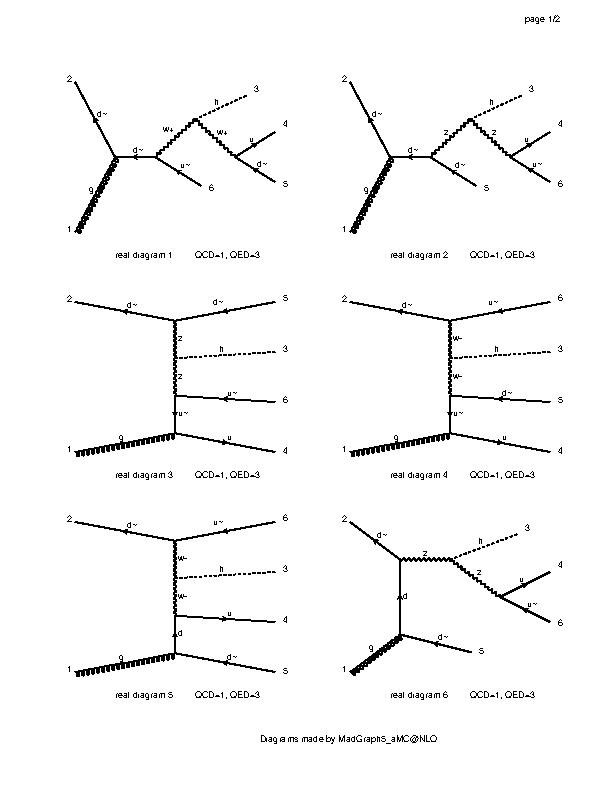 page 1/2
2
d~
h
3
w+
w+
4
u
d~
d~
u~
5
g
6
1
real diagram 1 QCD=1, QED=3
2
d~
h
3
z
z
4
u
d~
u~
d~
6
g
5
1
real diagram 2 QCD=1, QED=3
2
d~
d~
5
z
h
3
z
u~
6
u~
g
u
1
4
real diagram 3 QCD=1, QED=3
2
d~
u~
6
w-
h
3
w-
d~
5
u~
g
u
1
4
real diagram 4 QCD=1, QED=3
2
d~
u~
6
w-
h
3
w-
u
4
d
g
d~
1
5
real diagram 5 QCD=1, QED=3
2
d~
h
3
z
z
4
u
u~
d
6
g
d~
5
1
real diagram 6 QCD=1, QED=3
Diagrams made by MadGraph5_aMC@NLO